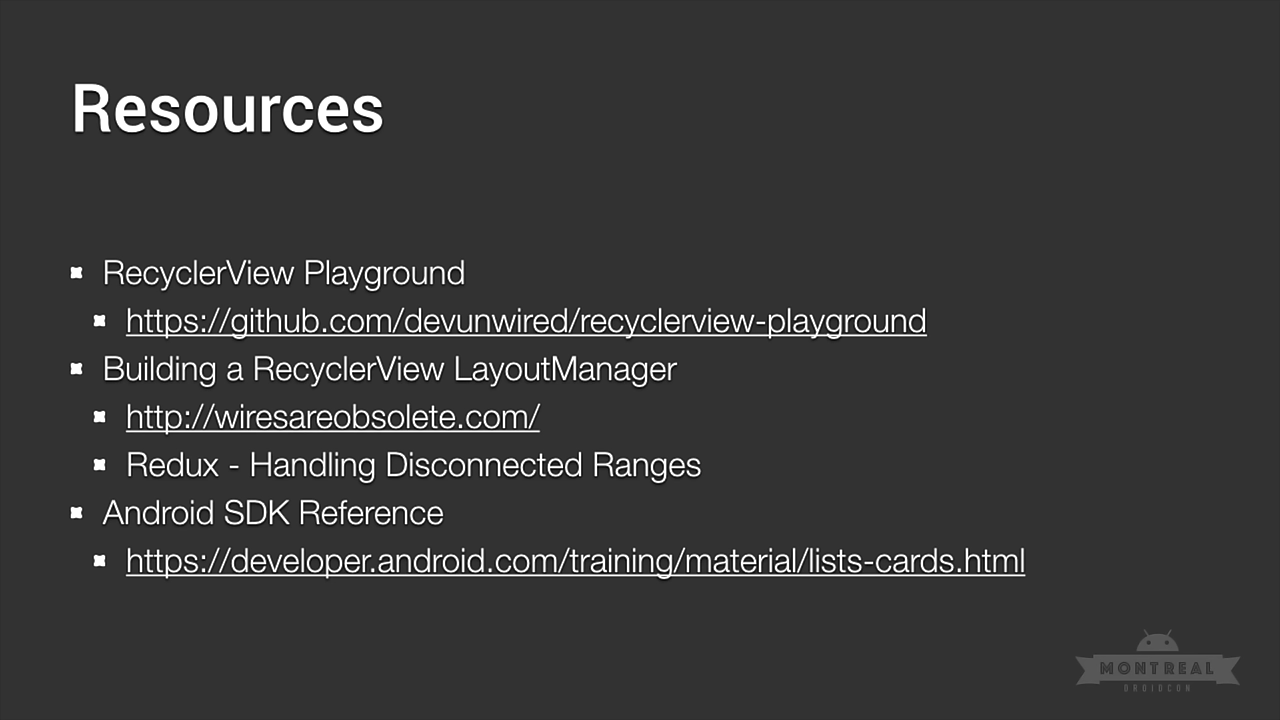 Resources
RecyclerView Playground
https://github.com/devunwired/recyclerview-playground
Building a RecyclerView LayoutManager
http://wiresareobsolete.com/
Redux - Handling Disconnected Ranges
Android SDK Reference
https://developer.android.com/training/material/lists-cards.html
MONTREAL
DROIDCON